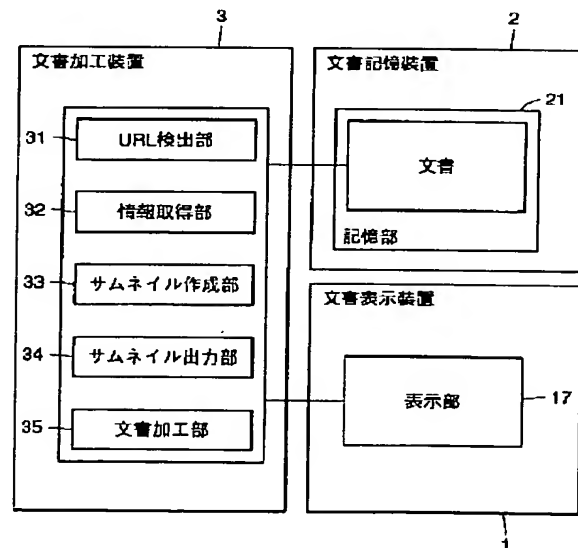 3
2
文書加工装置
文書記憶装置
21
31
URL検出部
文書
32
情報取得部
記憶部
33
サムネイル作成部
文書表示装置
34
サムネイル出力部
表示部
17
35
文書加工部
1